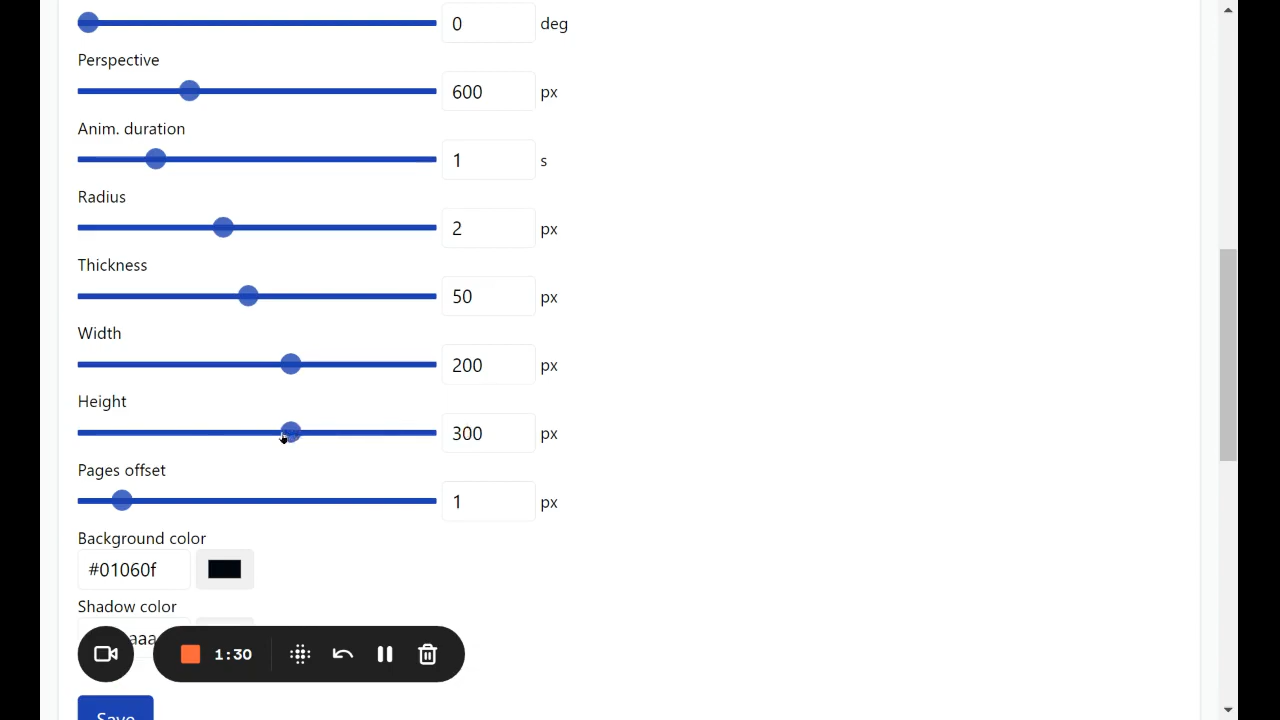 0 deg
Perspective
600 px
Anim. duration
1 s
Radius
2 px
Thickness
50 px
Width
200 px
Height
300 px
Pages offset
1 px
Background color
#01060f
Shadow color
1:30
Save